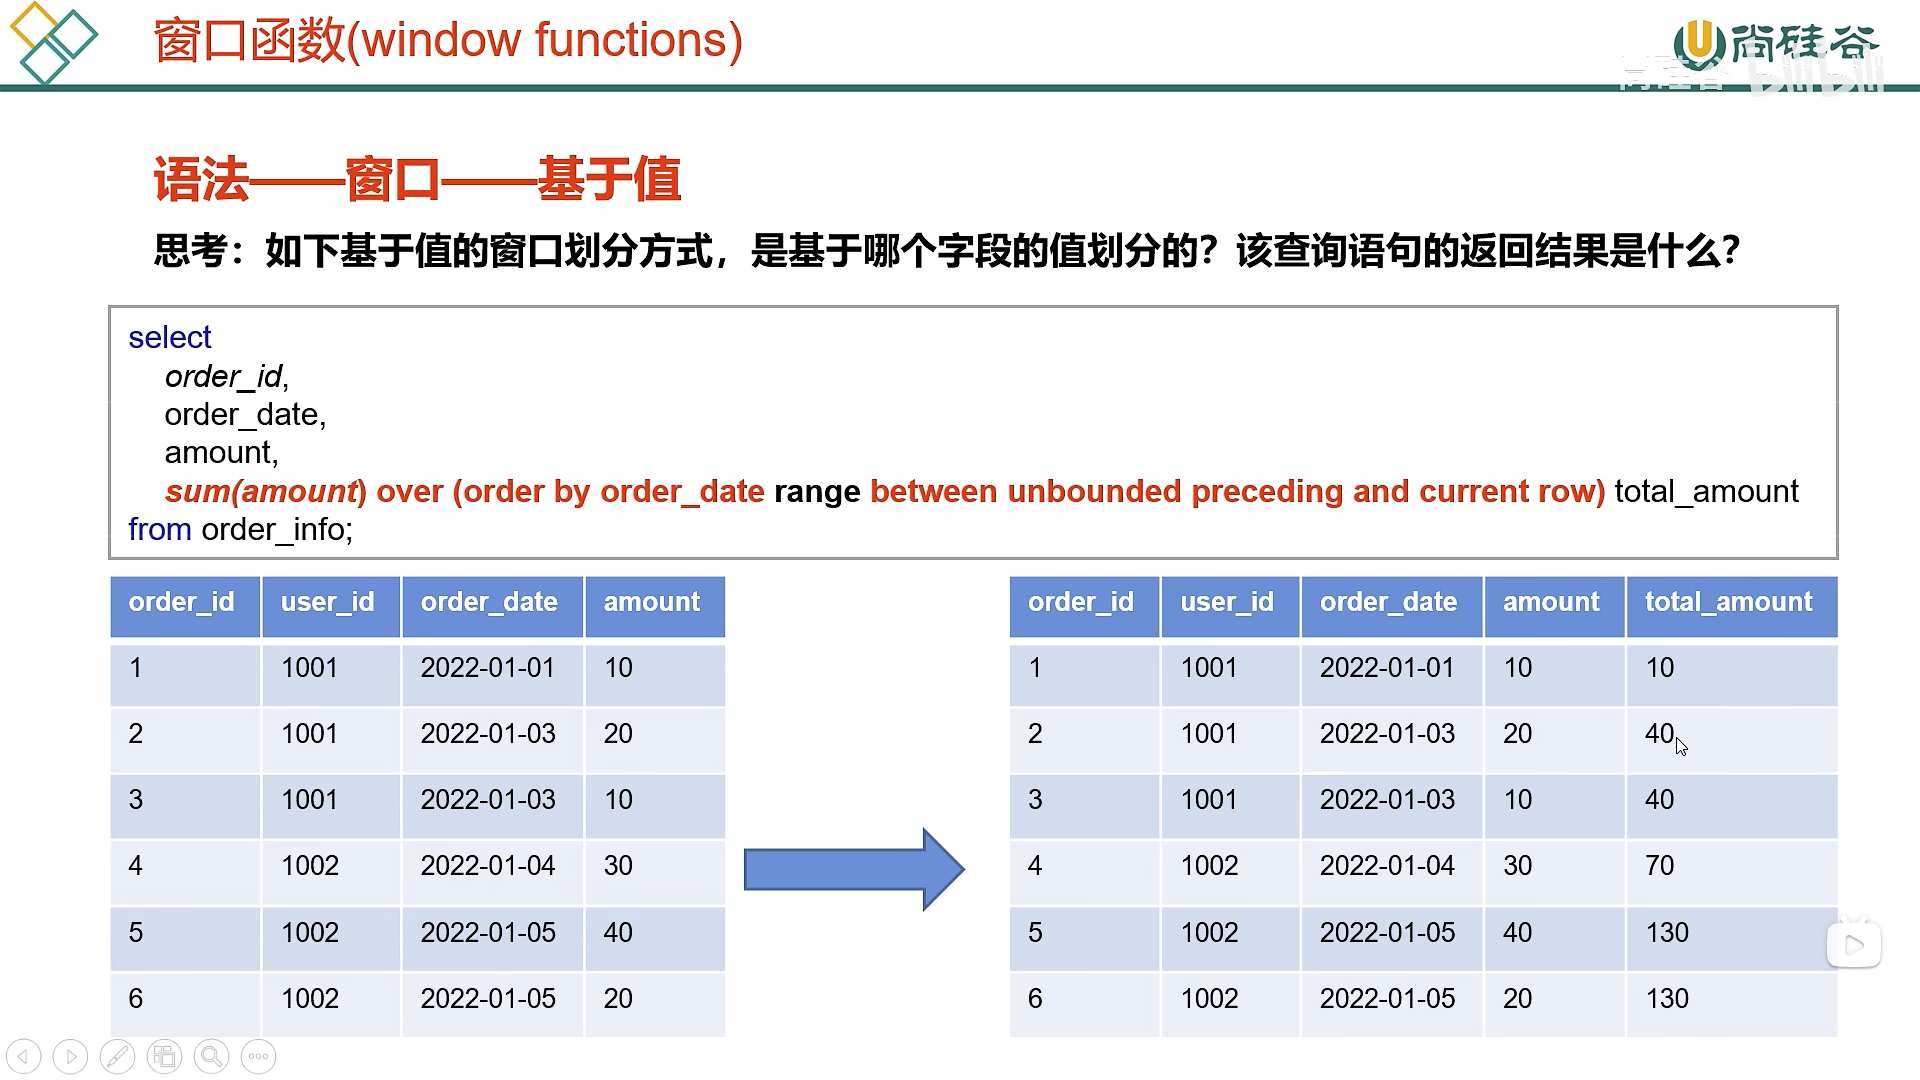 窗口函数(window functions)
尚硅谷
尚硅谷 bilibili
语法——窗口——基于值
思考：如下基于值的窗口划分方式，是基于哪个字段的值划分的？该查询语句的返回结果是什么？
select
order_id,
order_date,
amount,
sum(amount) over (order by order_date range between unbounded preceding and current row) total_amount
from order_info;
order_id user_id order_date amount
1 1001 2022-01-01 10
2 1001 2022-01-03 20
3 1001 2022-01-03 10
4 1002 2022-01-04 30
5 1002 2022-01-05 40
6 1002 2022-01-05 20
order_id user_id order_date amount total_amount
1 1001 2022-01-01 10 10
2 1001 2022-01-03 20 40
3 1001 2022-01-03 10 40
4 1002 2022-01-04 30 70
5 1002 2022-01-05 40 130
6 1002 2022-01-05 20 130